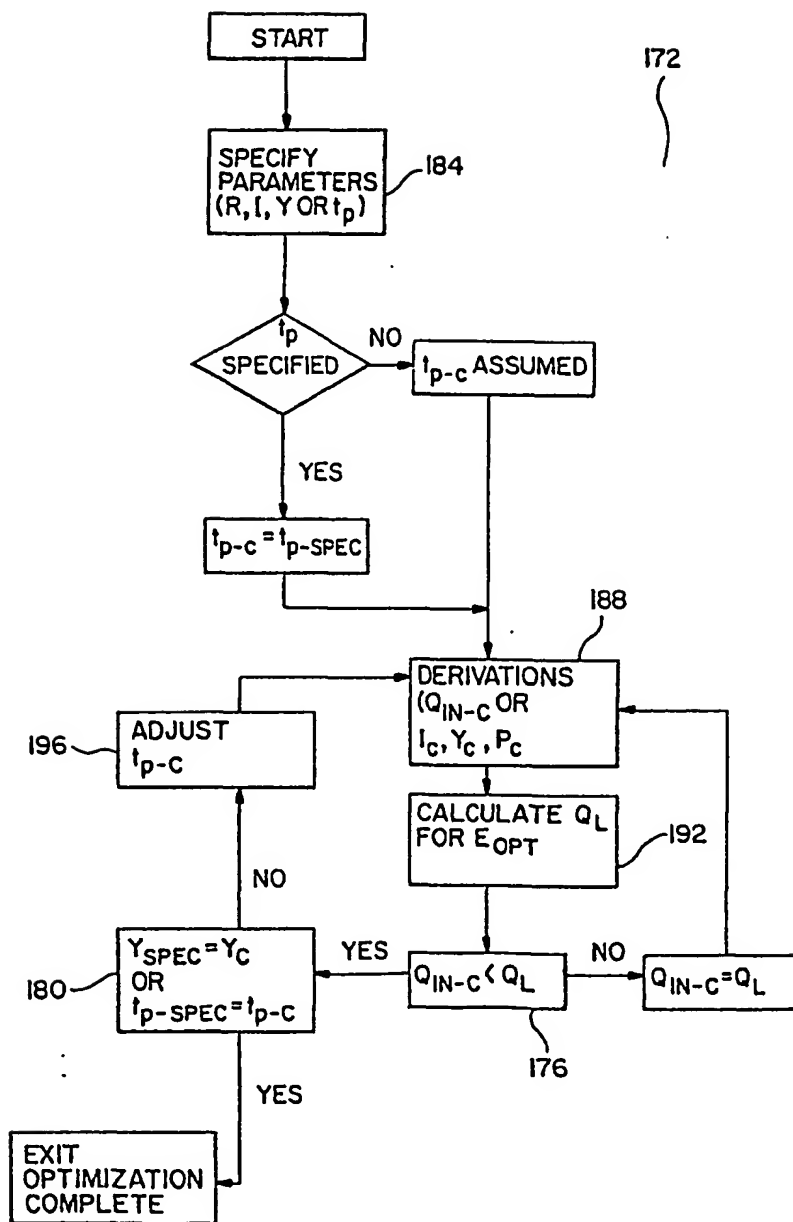 START
172
SPECIFY
PARAMETERS
(R, I, Y OR tp)
184
tp
SPECIFIED
NO
tp-c ASSUMED
YES
tp-c = tp-SPEC
188
DERIVATIONS
(QIN-C OR
IC, YC, PC
ADJUST
tp-C
196
CALCULATE QL
FOR EOPT
192
NO
YSPEC = YC
OR
tp-SPEC = tp-C
180
YES
QIN-C < QL
NO
QIN-C = QL
176
YES
EXIT
OPTIMIZATION
COMPLETE